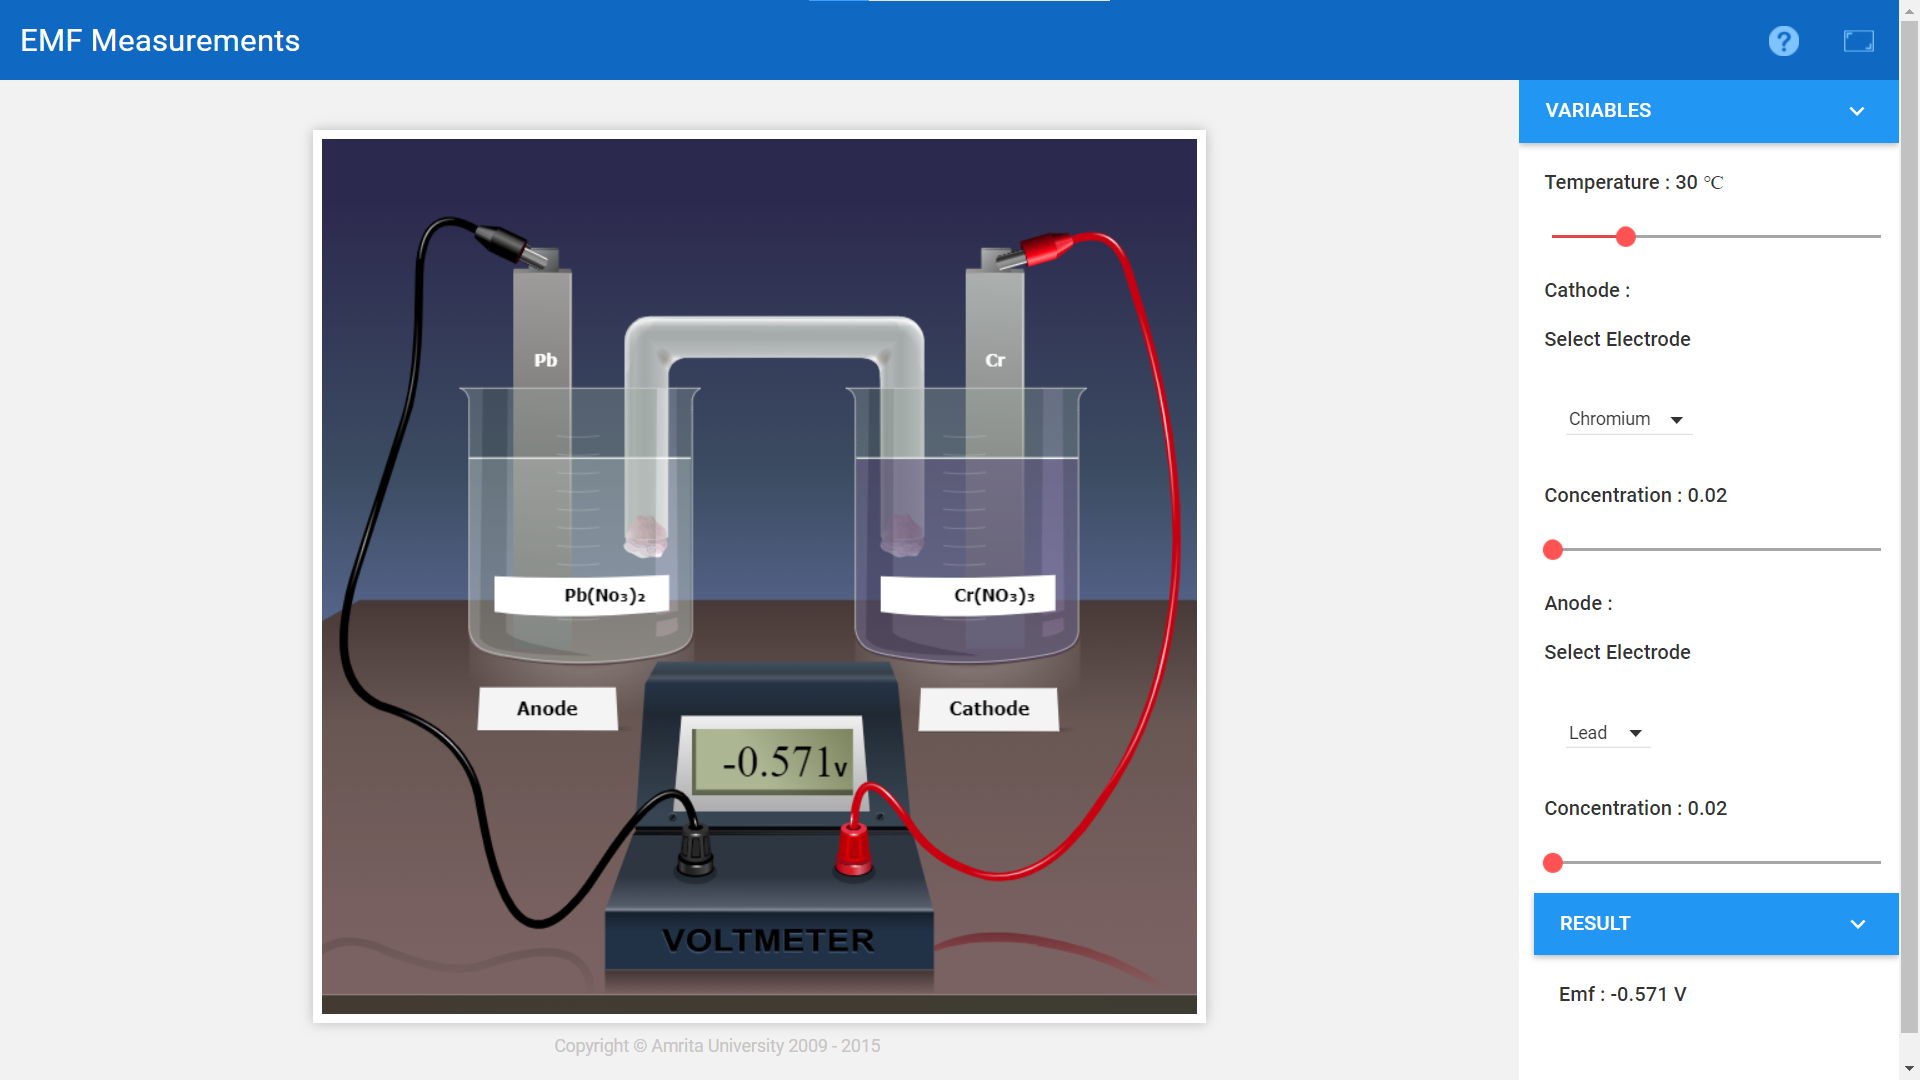 EMF Measurements
?
VARIABLES
Temperature : 30 °C
Cathode :
Select Electrode
Chromium
Concentration : 0.02
Anode :
Select Electrode
Lead
Concentration : 0.02
RESULT
Emf : -0.571 V
Pb
Cr
Pb(No₃)₂
Cr(NO₃)₃
Anode
Cathode
-0.571v
VOLTMETER
Copyright © Amrita University 2009 - 2015